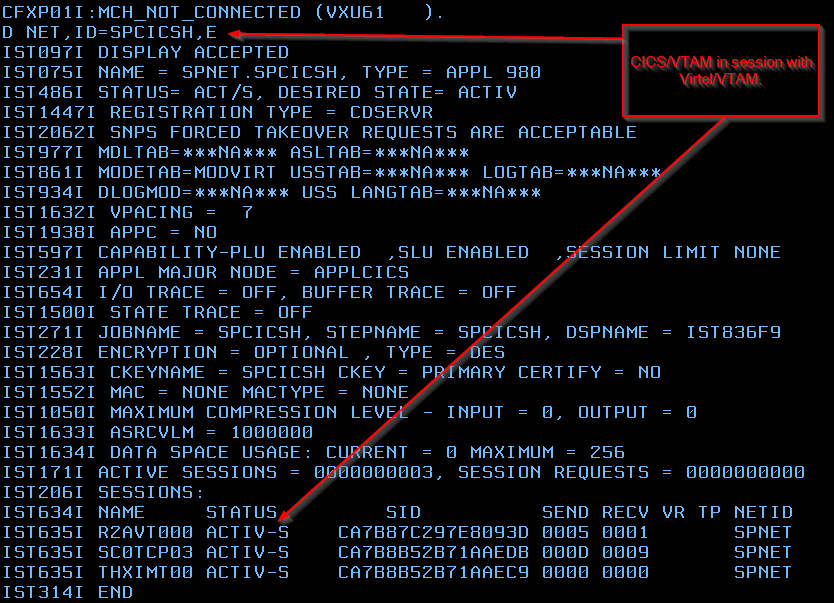 CFXP01I:MCH_NOT_CONNECTED (VXU61    ).
D NET,ID=SPCICSH,E
IST097I DISPLAY ACCEPTED
IST075I NAME = SPNET.SPCICSH, TYPE = APPL 980
IST486I STATUS= ACT/S, DESIRED STATE= ACTIV
IST1447I REGISTRATION TYPE = CDSERVR
IST2062I SNPS FORCED TAKEOVER REQUESTS ARE ACCEPTABLE
IST977I MDLTAB=***NA*** ASLTAB=***NA***
IST861I MODETAB=MODVIRT USSTAB=***NA*** LOGTAB=***NA***
IST934I DLOGMOD=***NA*** USS LANGTAB=***NA***
IST1632I VPACING =  7
IST1938I APPC = NO
IST597I CAPABILITY-PLU ENABLED  ,SLU ENABLED  ,SESSION LIMIT NONE
IST231I APPL MAJOR NODE = APPLCICS
IST654I I/O TRACE = OFF, BUFFER TRACE = OFF
IST1500I STATE TRACE = OFF
IST271I JOBNAME = SPCICSH, STEPNAME = SPCICSH, DSPNAME = IST836F9
IST228I ENCRYPTION = OPTIONAL , TYPE = DES
IST1563I CKEYNAME = SPCICSH CKEY = PRIMARY CERTIFY = NO
IST1552I MAC = NONE MACTYPE = NONE
IST1050I MAXIMUM COMPRESSION LEVEL - INPUT = 0, OUTPUT = 0
IST1633I ASRCVLM = 1000000
IST1634I DATA SPACE USAGE: CURRENT = 0 MAXIMUM = 256
IST171I ACTIVE SESSIONS = 0000000003, SESSION REQUESTS = 0000000000
IST206I SESSIONS:
IST634I NAME     STATUS         SID          SEND RECV VR TP NETID
IST635I R2AVT000 ACTIV-S    CA7B87C297E8093D 0005 0001       SPNET
IST635I SC0TCP03 ACTIV-S    CA7B8B52B71AAEDB 000D 0009       SPNET
IST635I THXIMT00 ACTIV-S    CA7B8B52B71AAEC9 0000 0000       SPNET
IST314I END
CICS/VTAM in session with
Virtel/VTAM